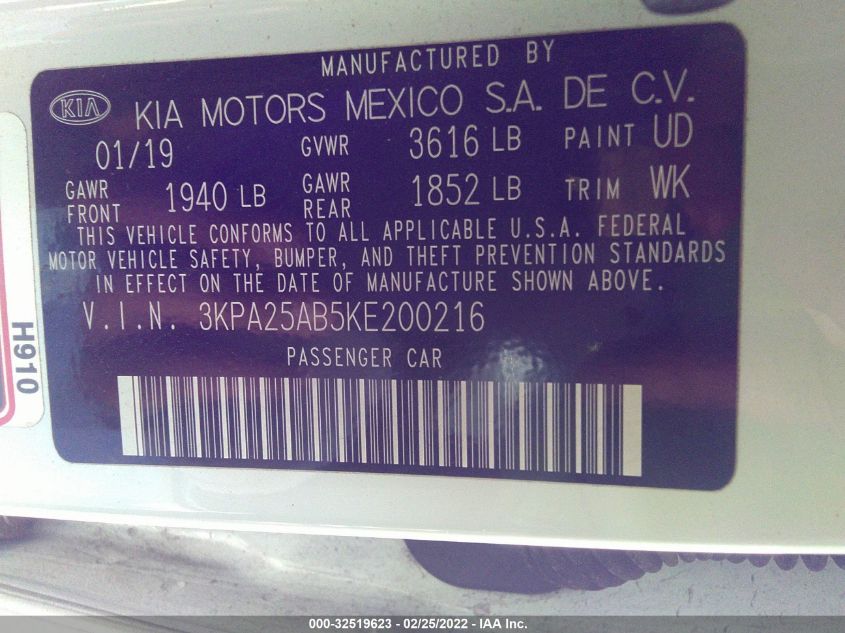 MANUFACTURED BY
KIA KIA MOTORS MEXICO S.A. DE C.V.
01/19 GVWR 3616 LB PAINT UD
GAWR FRONT 1940 LB GAWR REAR 1852 LB TRIM WK
THIS VEHICLE CONFORMS TO ALL APPLICABLE U.S.A. FEDERAL
MOTOR VEHICLE SAFETY, BUMPER, AND THEFT PREVENTION STANDARDS
IN EFFECT ON THE DATE OF MANUFACTURE SHOWN ABOVE.
V.I.N. 3KPA25AB5KE200216
PASSENGER CAR
H910
000-32519623 - 02/25/2022 - IAA Inc.